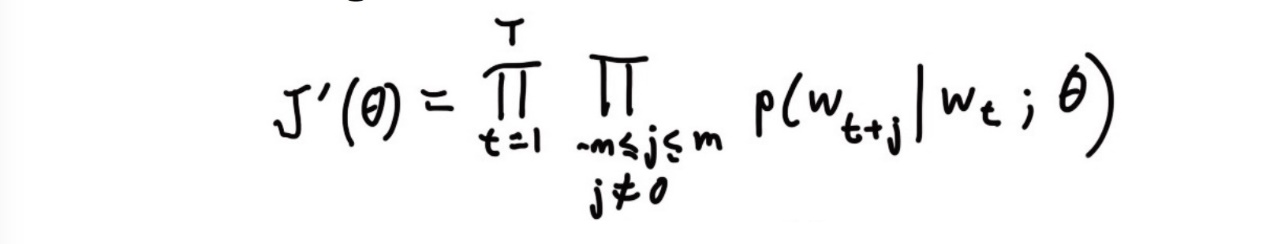 J'(θ) = ∏_{t=1}^{T} ∏_{-m≤j≤m, j≠0} p(w_{t+j} | w_t ; θ)